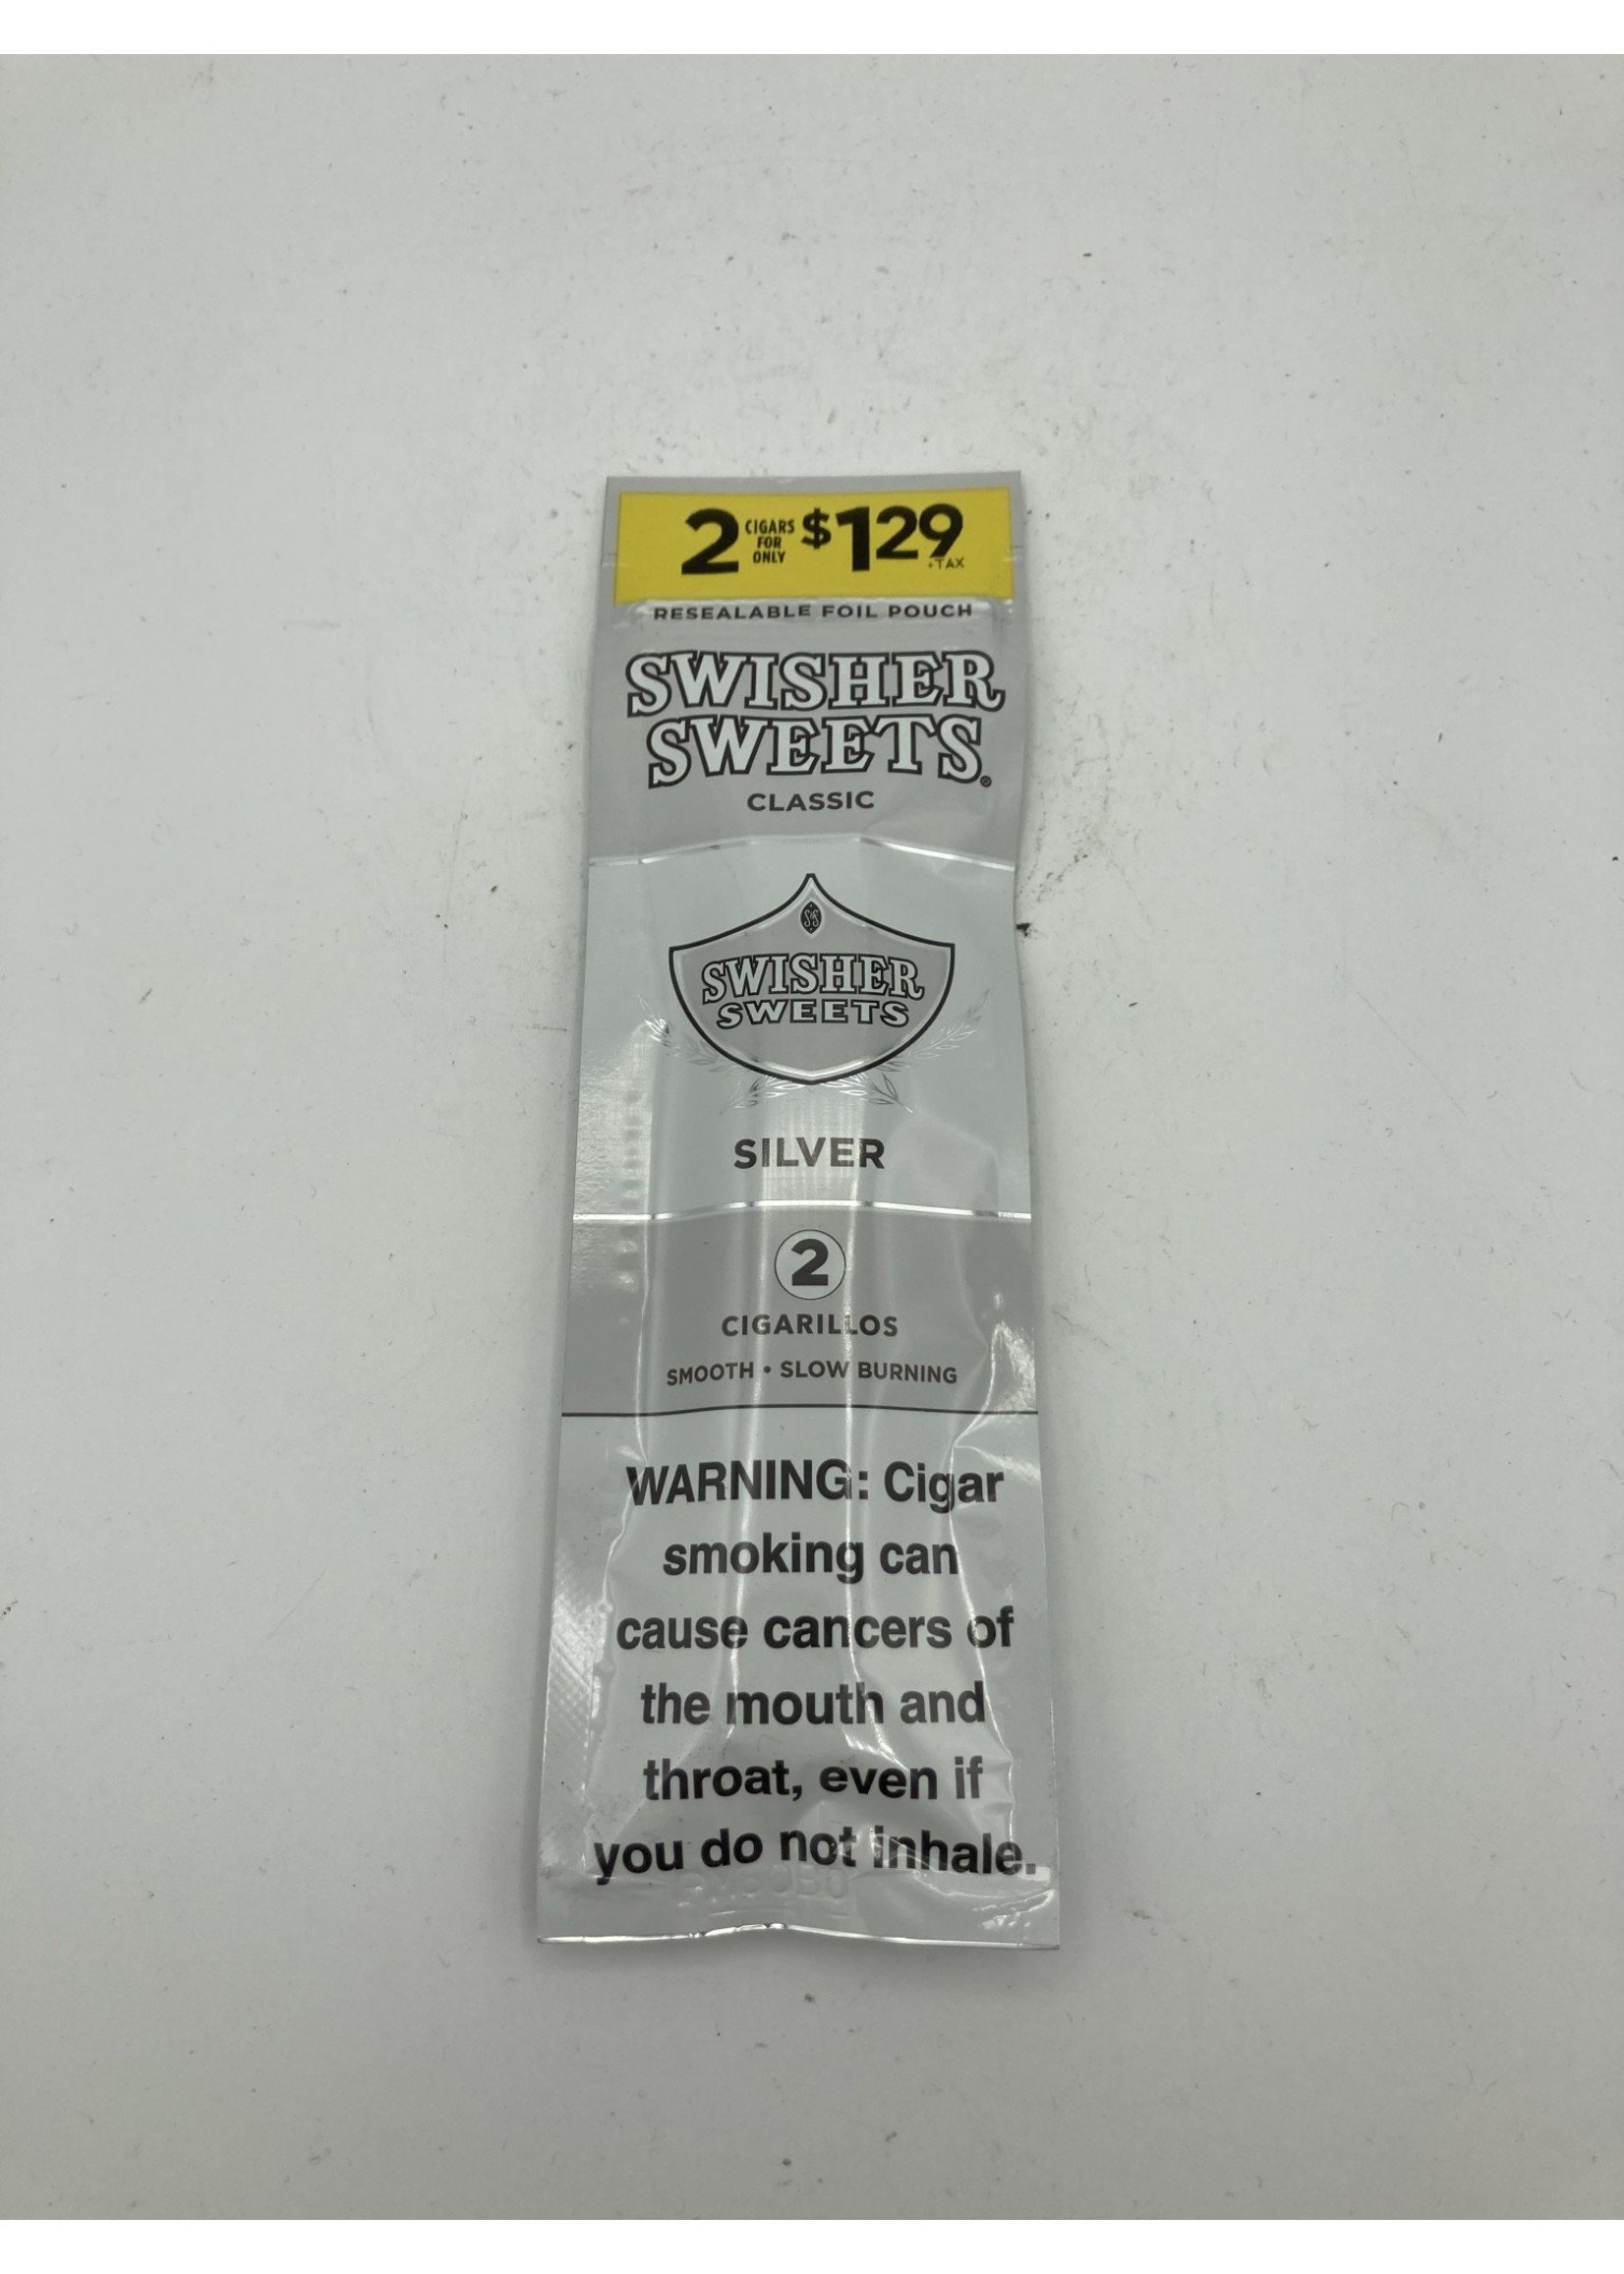 2 CIGARS FOR ONLY $1.29 +TAX
RESEALABLE FOIL POUCH
SWISHER
SWEETS®
CLASSIC
SWISHER
SWEETS
SILVER
2
CIGARILLOS
SMOOTH • SLOW BURNING
WARNING: Cigar
smoking can
cause cancers of
the mouth and
throat, even if
you do not inhale.